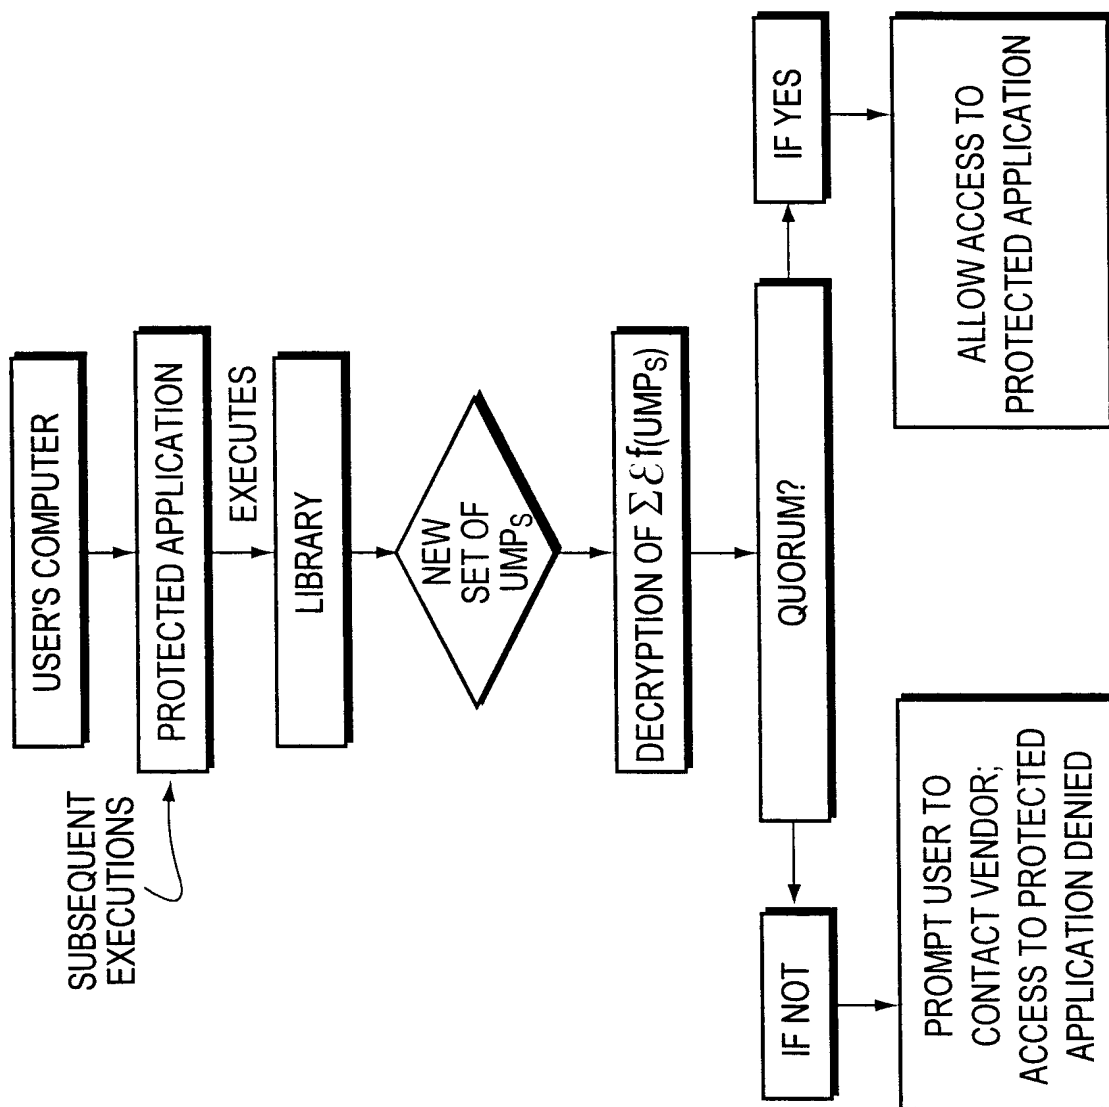 USER'S COMPUTER
SUBSEQUENT
EXECUTIONS
PROTECTED APPLICATION
EXECUTES
LIBRARY
NEW
SET OF
UMPS
DECRYPTION OF Σ ℰ f(UMPS)
QUORUM?
IF NOT
IF YES
PROMPT USER TO
CONTACT VENDOR;
ACCESS TO PROTECTED
APPLICATION DENIED
ALLOW ACCESS TO
PROTECTED APPLICATION